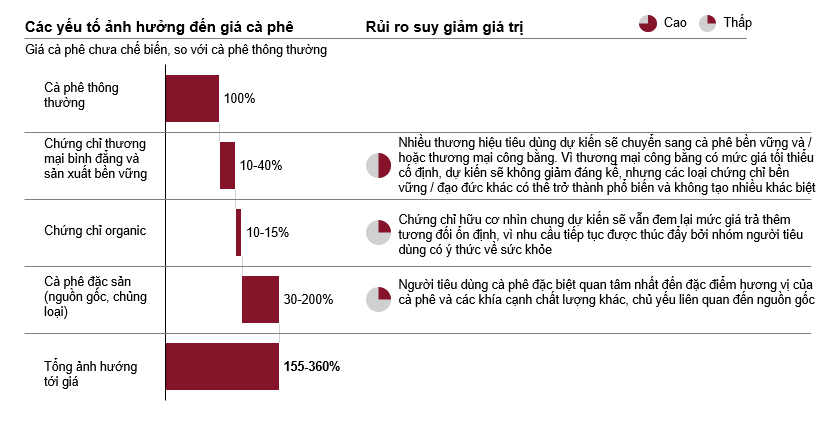 Các yếu tố ảnh hưởng đến giá cà phê
Rủi ro suy giảm giá trị
Cao
Thấp
Giá cà phê chưa chế biến, so với cà phê thông thường
Cà phê thông
thường
100%
Chứng chỉ thương
mại bình đẳng và
sản xuất bền vững
10-40%
Nhiều thương hiệu tiêu dùng dự kiến sẽ chuyển sang cà phê bền vững và /
hoặc thương mại công bằng. Vì thương mại công bằng có mức giá tối thiểu
cố định, dự kiến sẽ không giảm đáng kể, nhưng các loại chứng chỉ bền
vững / đạo đức khác có thể trở thành phổ biến và không tạo nhiều khác biệt
Chứng chỉ organic
10-15%
Chứng chỉ hữu cơ nhìn chung dự kiến sẽ vẫn đem lại mức giá trả thêm
tương đối ổn định, vì nhu cầu tiếp tục được thúc đẩy bởi nhóm người tiêu
dùng có ý thức về sức khỏe
Cà phê đặc sản
(nguồn gốc, chủng
loại)
30-200%
Người tiêu dùng cà phê đặc biệt quan tâm nhất đến đặc điểm hương vị của
cà phê và các khía cạnh chất lượng khác, chủ yếu liên quan đến nguồn gốc
Tổng ảnh hướng
tới giá
155-360%